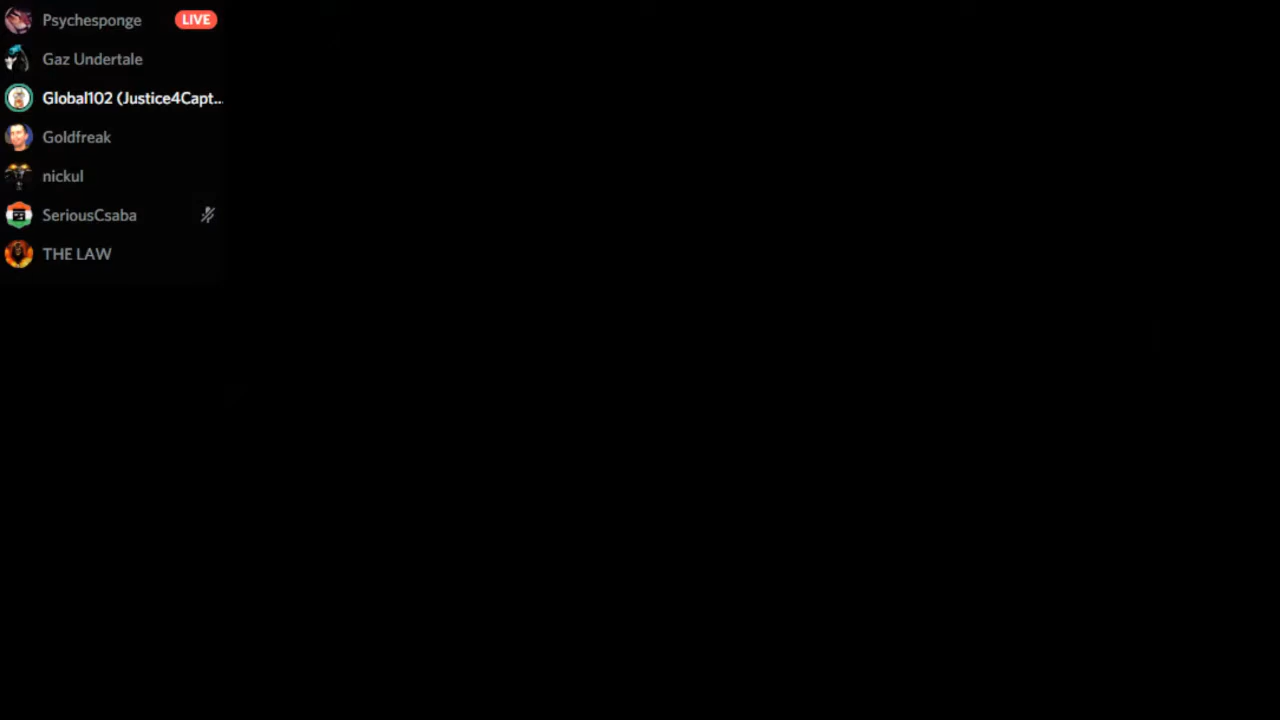 Psychesponge LIVE
Gaz Undertale
Global102 (Justice4Capt...
Goldfreak
nickul
SeriousCsaba
THE LAW